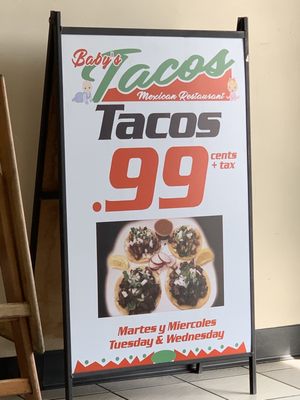 Baby's
Tacos
Mexican Restaurant
Tacos
.99 cents
+ tax
Martes y Miercoles
Tuesday & Wednesday